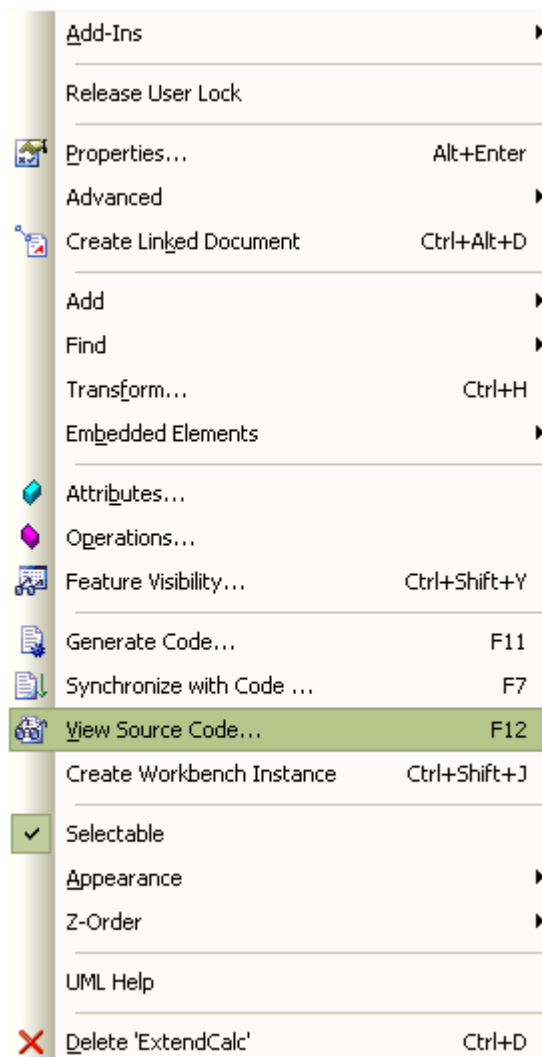 Add-Ins
Release User Lock
Properties... Alt+Enter
Advanced
Create Linked Document Ctrl+Alt+D
Add
Find
Transform... Ctrl+H
Embedded Elements
Attributes...
Operations...
Feature Visibility... Ctrl+Shift+Y
Generate Code... F11
Synchronize with Code ... F7
View Source Code... F12
Create Workbench Instance Ctrl+Shift+J
Selectable
Appearance
Z-Order
UML Help
Delete 'ExtendCalc' Ctrl+D